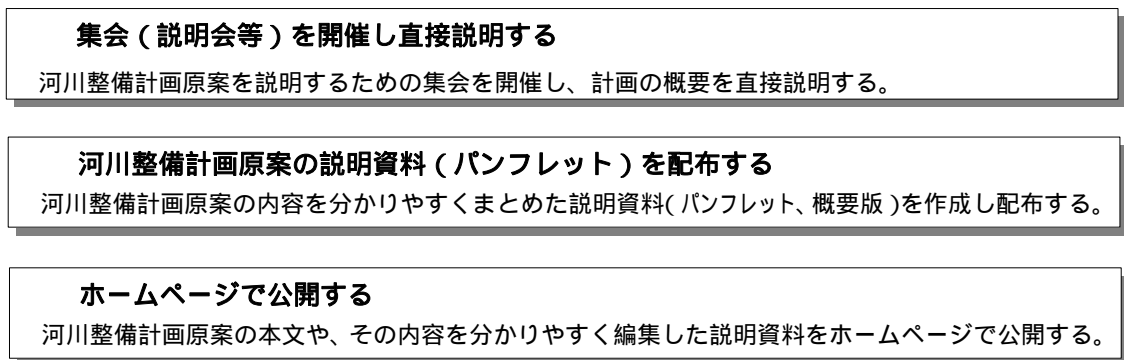 集会（説明会等）を開催し直接説明する
河川整備計画原案を説明するための集会を開催し、計画の概要を直接説明する。
河川整備計画原案の説明資料（パンフレット）を配布する
河川整備計画原案の内容を分かりやすくまとめた説明資料(パンフレット、概要版)を作成し配布する。
ホームページで公開する
河川整備計画原案の本文や、その内容を分かりやすく編集した説明資料をホームページで公開する。